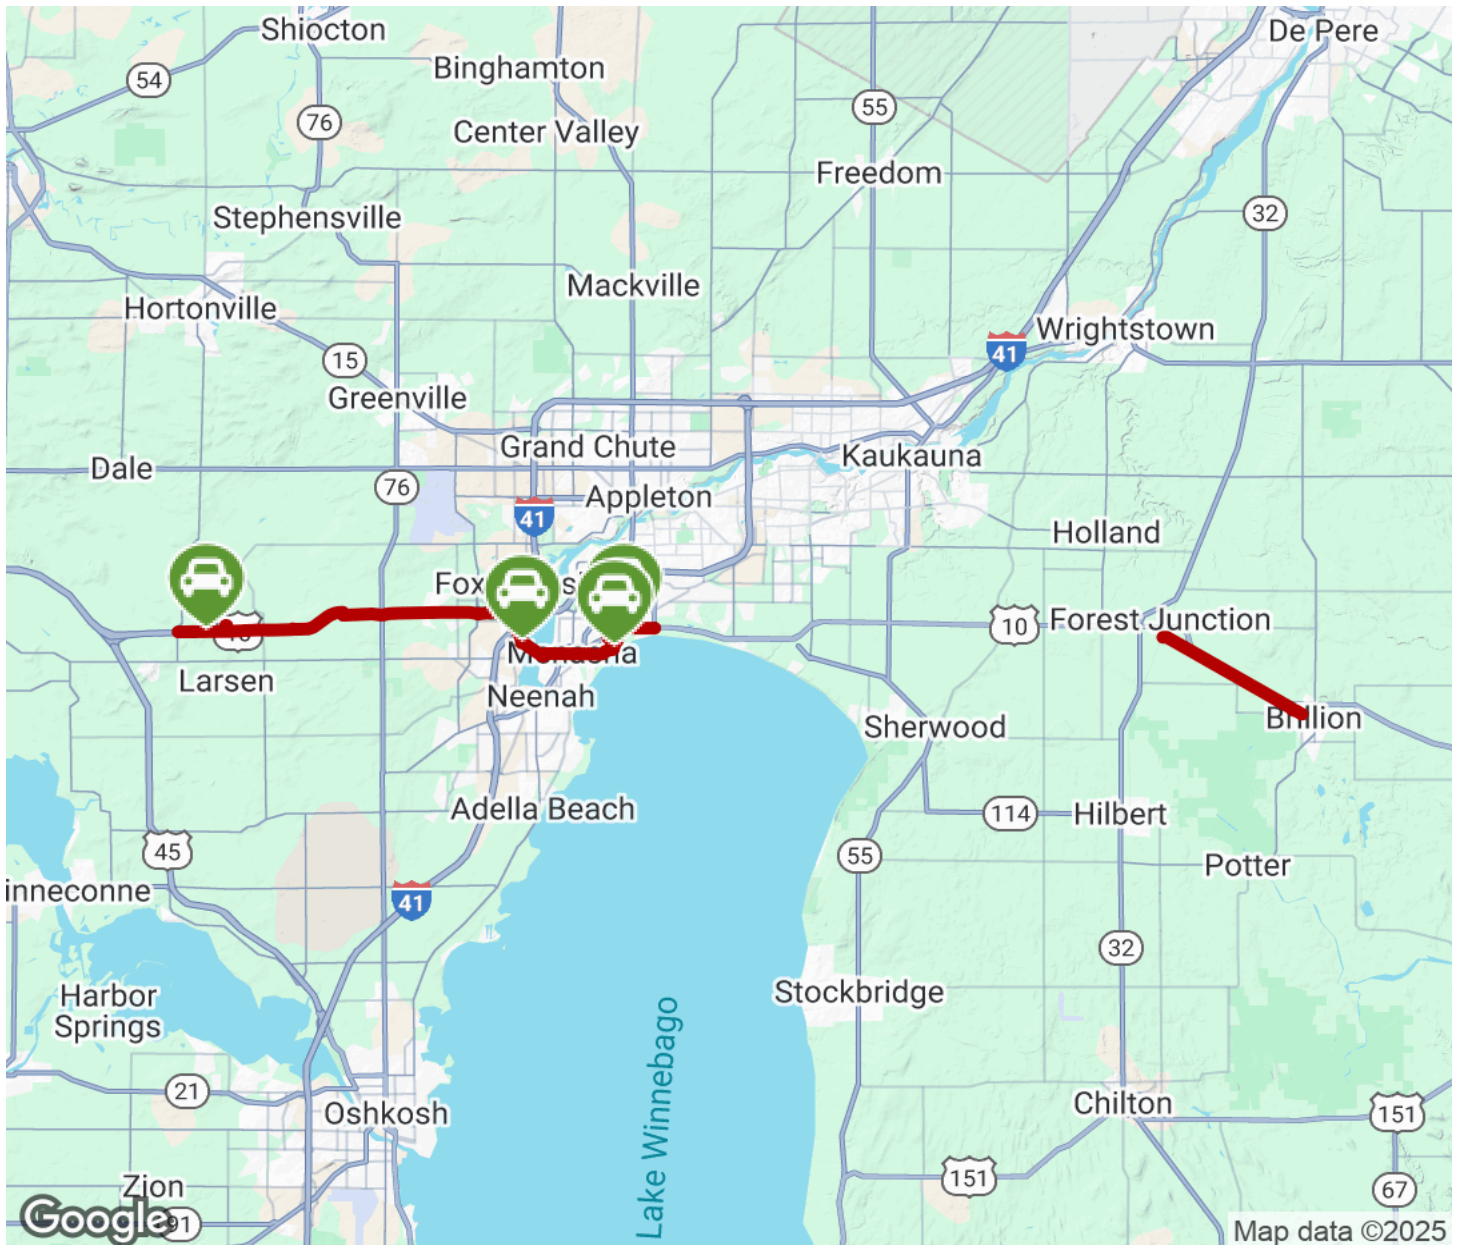 Shiocton
De Pere
54
Binghamton
55
76
Center Valley
Freedom
Stephensville
32
Mackville
Hortonville
Wrightstown
41
15
Greenville
Grand Chute
Kaukauna
Dale
76
Appleton
41
Holland
Forest Junction
10
Larsen
Neenah
Sherwood
Brillion
Adella Beach
114
Hilbert
45
55
Potter
inneconne
41
32
Stockbridge
Harbor
Springs
Lake Winnebago
21
Oshkosh
Chilton
151
151
Zion
67
Google
91
Map data ©2025